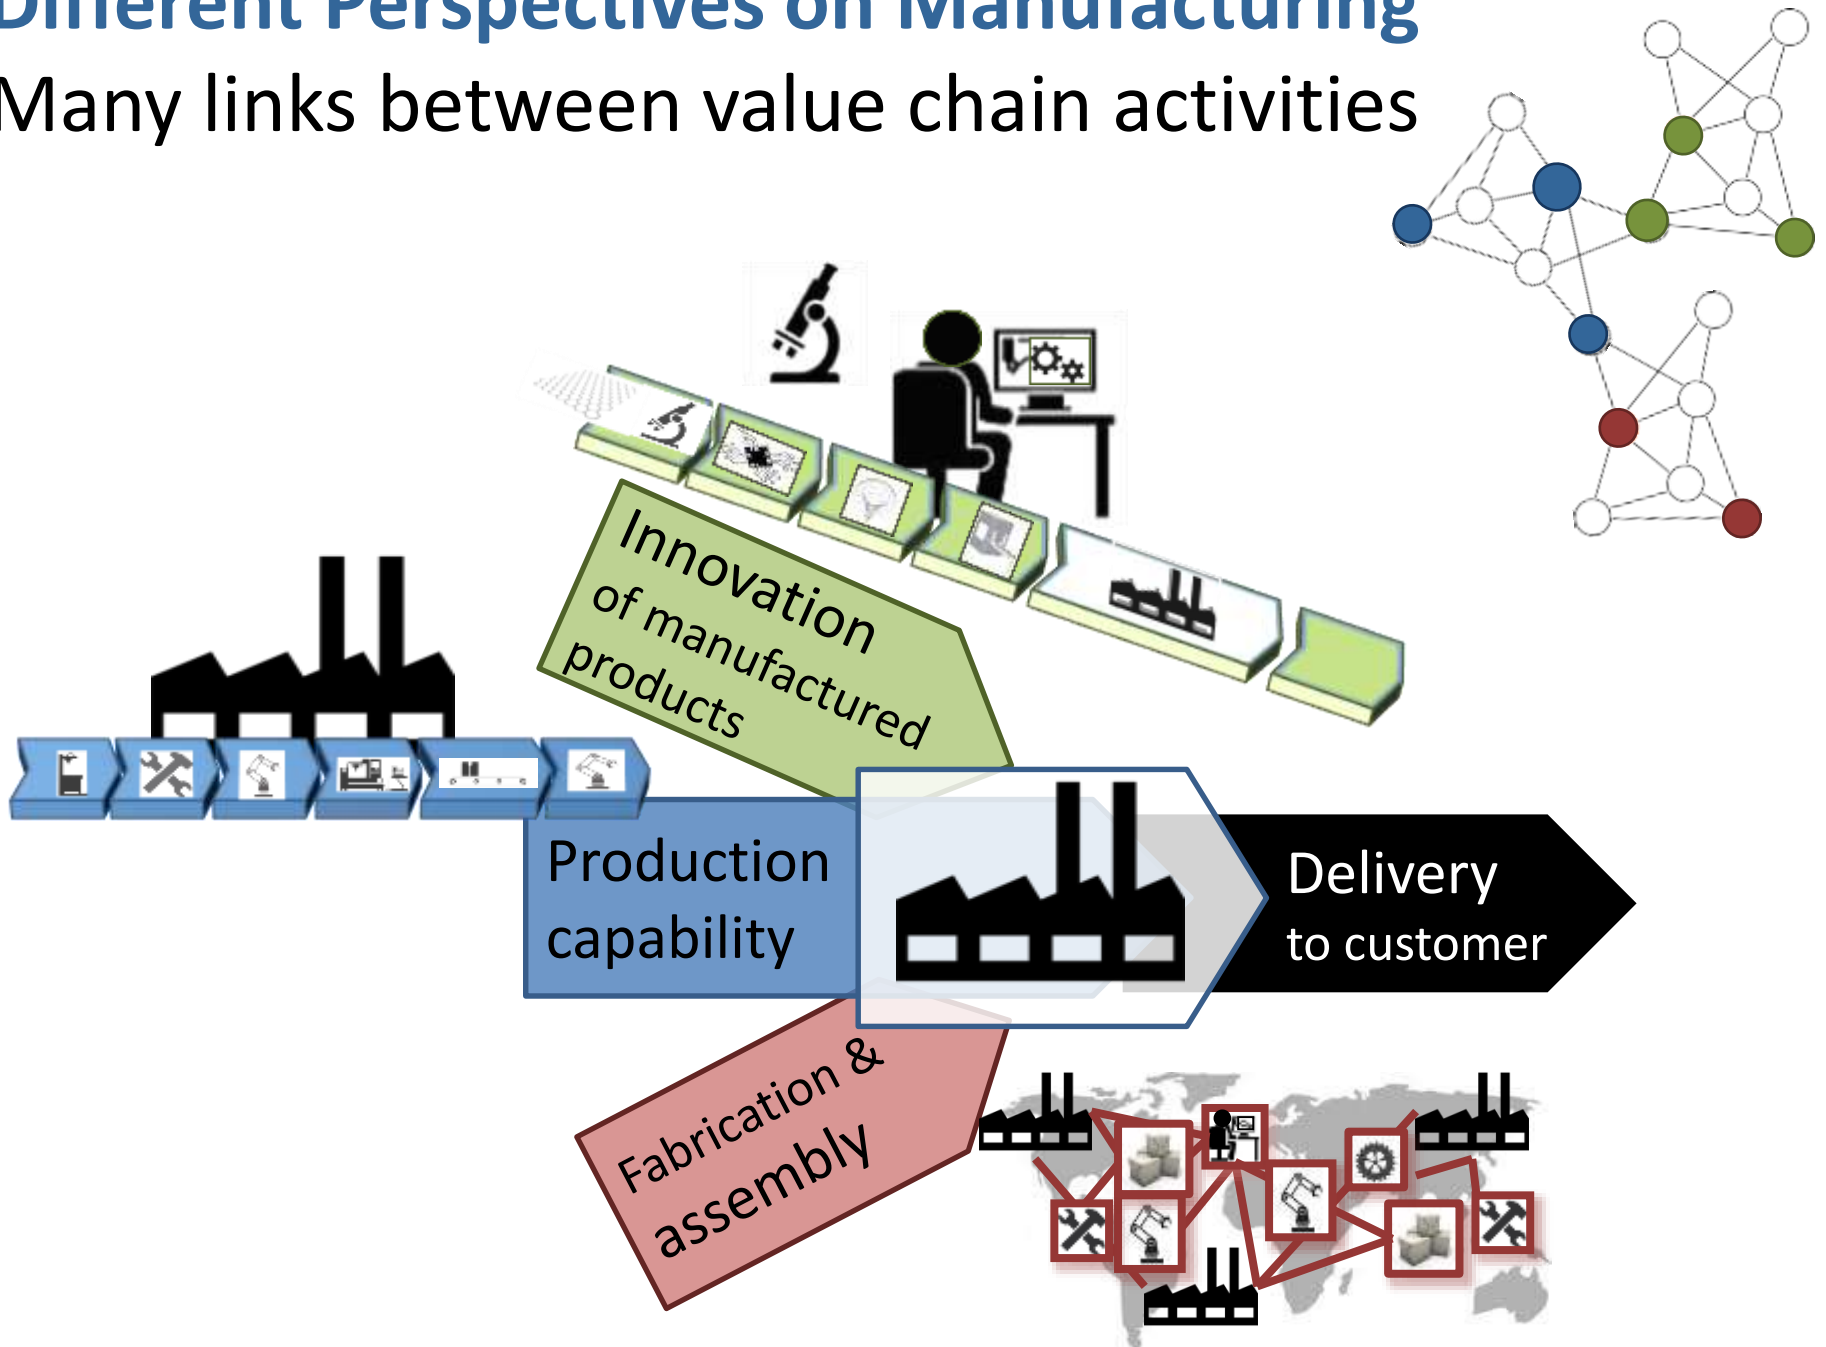 Different Perspectives on Manufacturing
Many links between value chain activities
Innovation
of manufactured
products
Production
capability
Delivery
to customer
Fabrication &
assembly